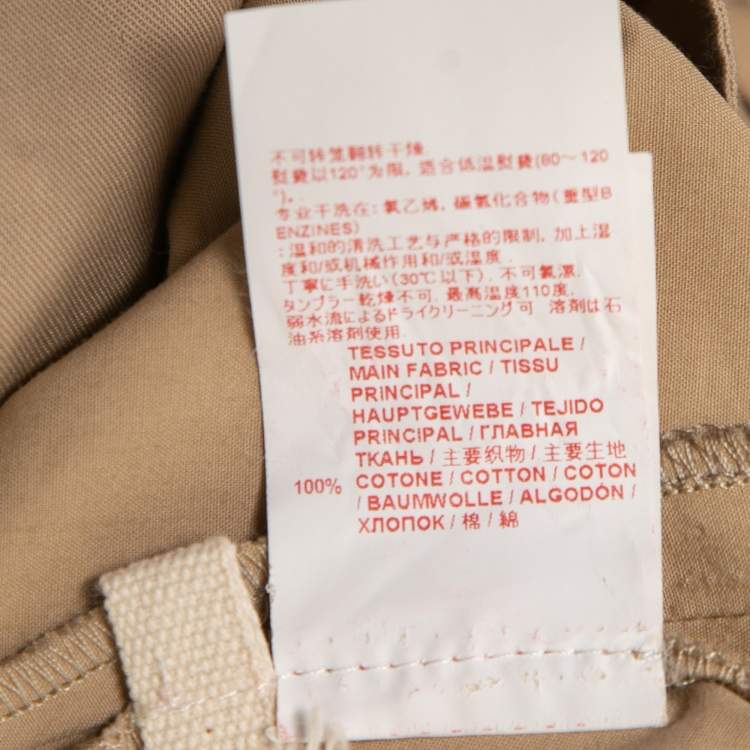 不可转笼翻转干燥.
熨烫以120°为限, 适合低温熨烫(80～120
°)。.
专业干洗在: 氯乙烯, 碳氢化合物 (重型B
ENZINES)
: 温和的清洗工艺与严格的限制, 加上湿
度和/或机械作用和/或温度.
丁寧に手洗い (30℃以下). 不可氯漂.
タンブラー乾燥不可. 最高温度110度.
弱水流によるドライクリーニング可 溶剤は石
油系溶剤使用.
TESSUTO PRINCIPALE /
MAIN FABRIC / TISSU
PRINCIPAL /
HAUPTGEWEBE / TEJIDO
PRINCIPAL / ГЛАВНАЯ
ТКАНЬ / 主要织物 / 主要生地
100% COTONE / COTTON / COTON
/ BAUMWOLLE / ALGODÓN /
ХЛОПОК / 棉 / 綿